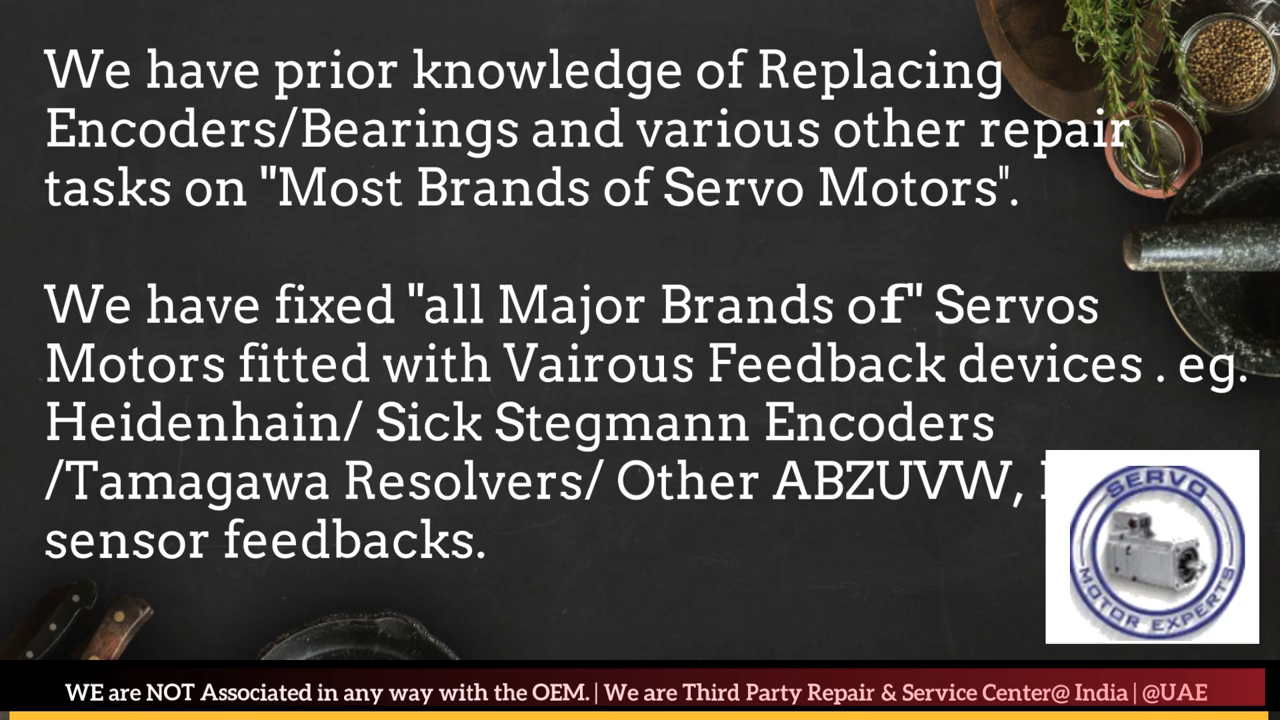 We have prior knowledge of Replacing
Encoders/Bearings and various other repair
tasks on "Most Brands of Servo Motors".
We have fixed "all Major Brands of" Servos
Motors fitted with Vairous Feedback devices . eg.
Heidenhain/ Sick Stegmann Encoders
/Tamagawa Resolvers/ Other ABZUVW,
sensor feedbacks.
SERVO
MOTOR EXPERTS
WE are NOT Associated in any way with the OEM. | We are Third Party Repair & Service Center@ India | @UAE